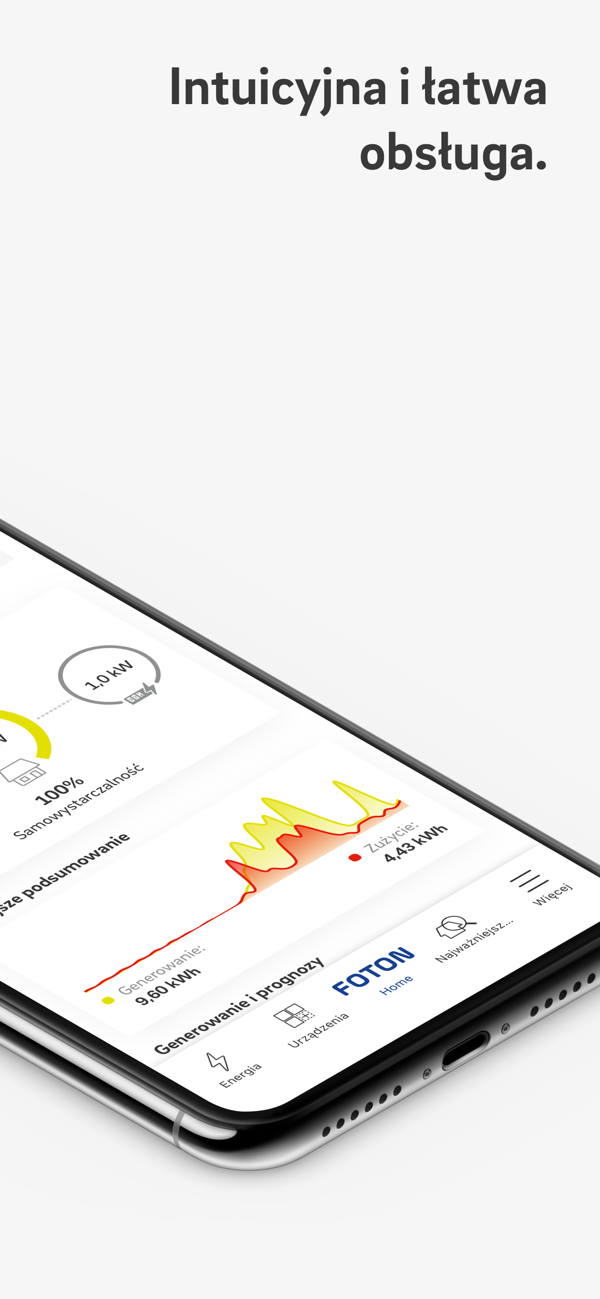 Intuicyjna i łatwa
obsługa.
1,0 kW
100%
Samowystarczalność
podsumowanie
Zużycie:
4,43 kWh
Generowanie:
9,60 kWh
Generowanie i prognozy
Energia
Urządzenia
FOTON
Home
Najważniejsz...
Więcej